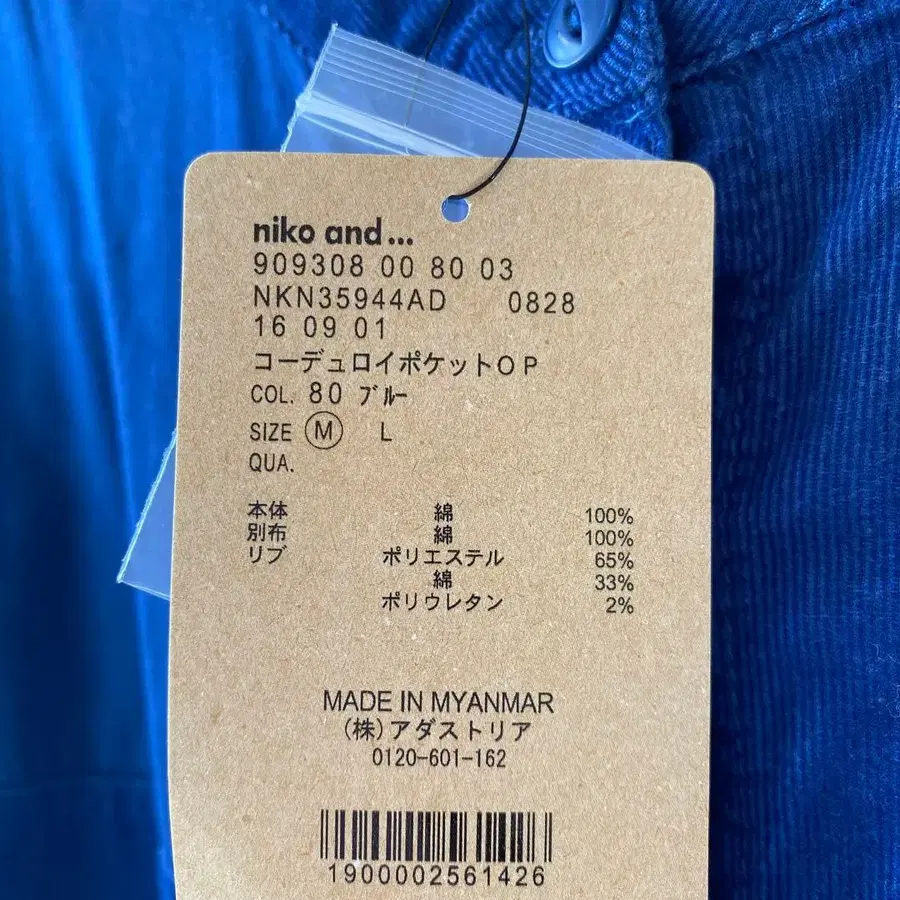 niko and...
909308 00 80 03
NKN35944AD 0828
16 09 01
コーデュロイポケットOP
COL. 80 ブルー
SIZE M L
QUA.
本体 綿 100%
別布 綿 100%
リブ ポリエステル 65%
綿 33%
ポリウレタン 2%
MADE IN MYANMAR
(株)アダストリア
0120-601-162
1900002561426